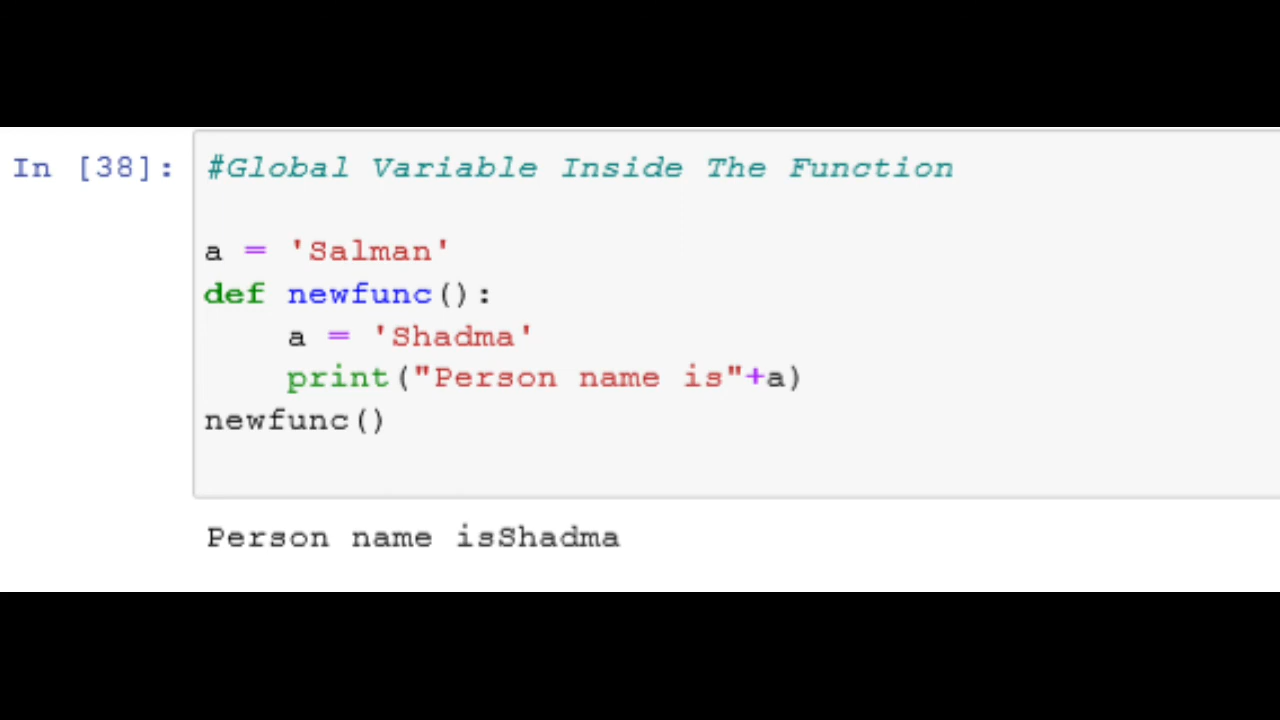 In [38]: #Global Variable Inside The Function
a = 'Salman'
def newfunc():
    a = 'Shadma'
    print("Person name is"+a)
newfunc()
Person name isShadma